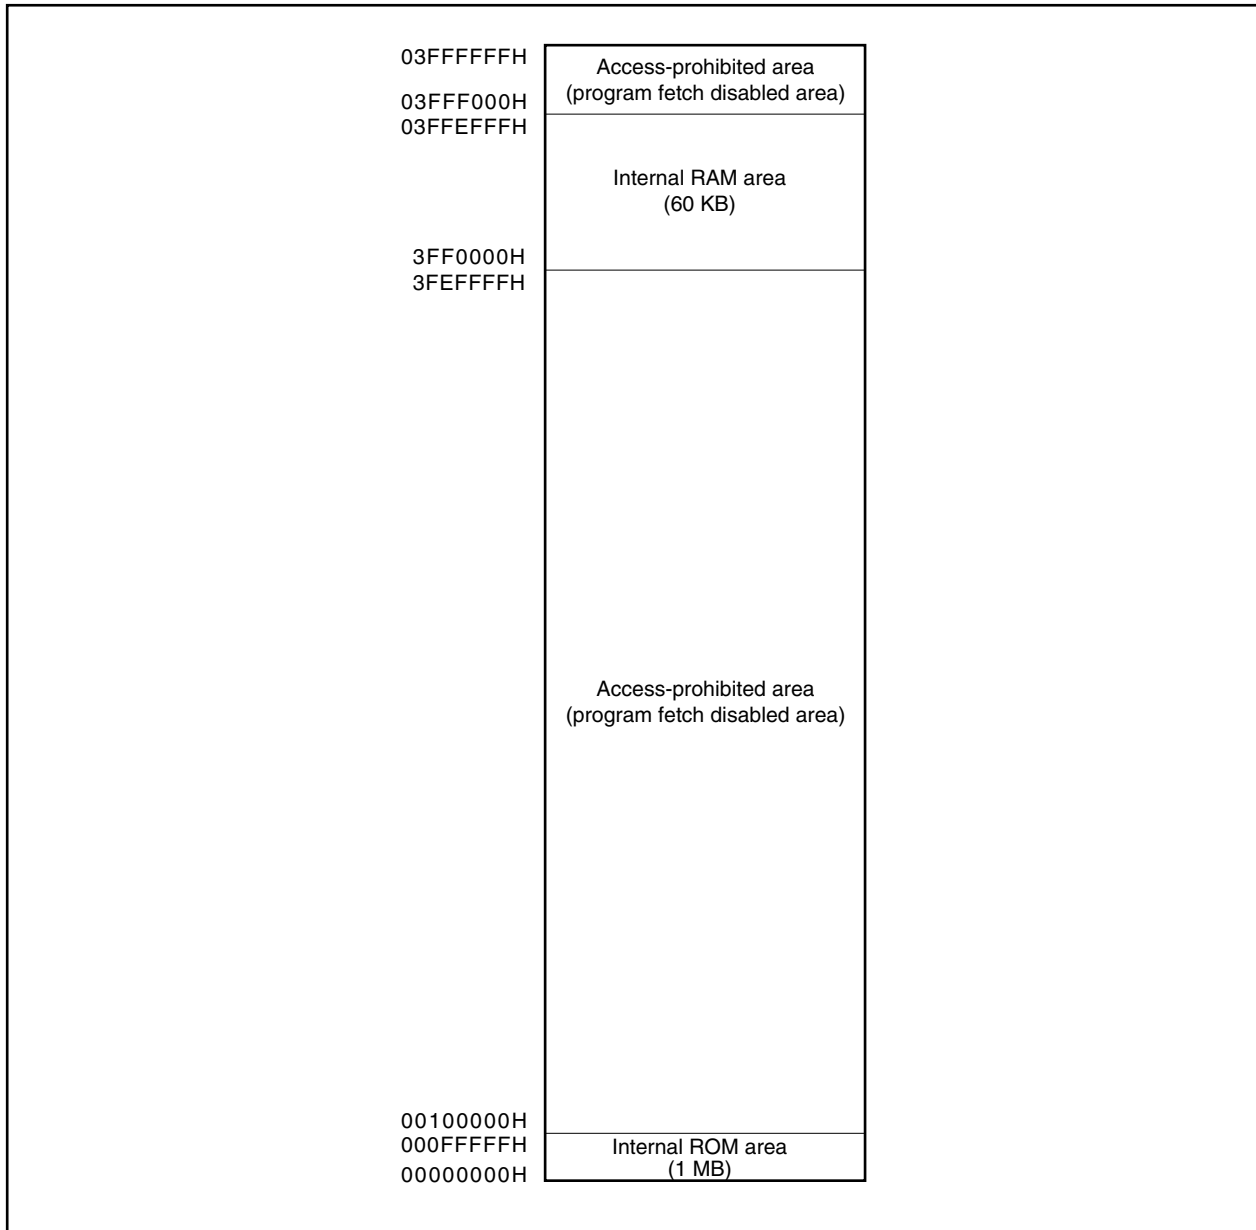 03FFFFFFH
Access-prohibited area
(program fetch disabled area)
03FFF000H
03FFEFFFH
Internal RAM area
(60 KB)
3FF0000H
3FEFFFFH
Access-prohibited area
(program fetch disabled area)
00100000H
000FFFFFH
Internal ROM area
(1 MB)
00000000H